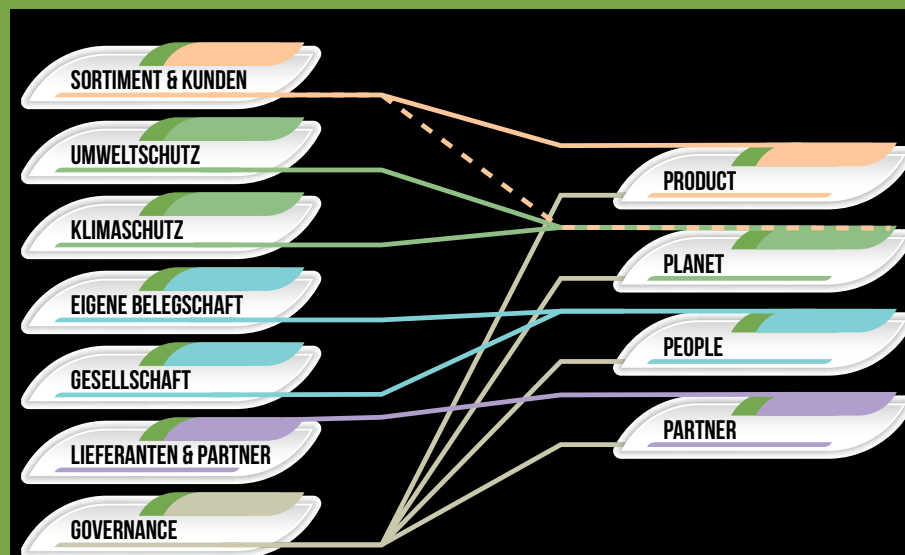 SORTIMENT & KUNDEN
UMWELTSCHUTZ
KLIMASCHUTZ
EIGENE BELEGSCHAFT
GESELLSCHAFT
LIEFERANTEN & PARTNER
GOVERNANCE
PRODUCT
PLANET
PEOPLE
PARTNER